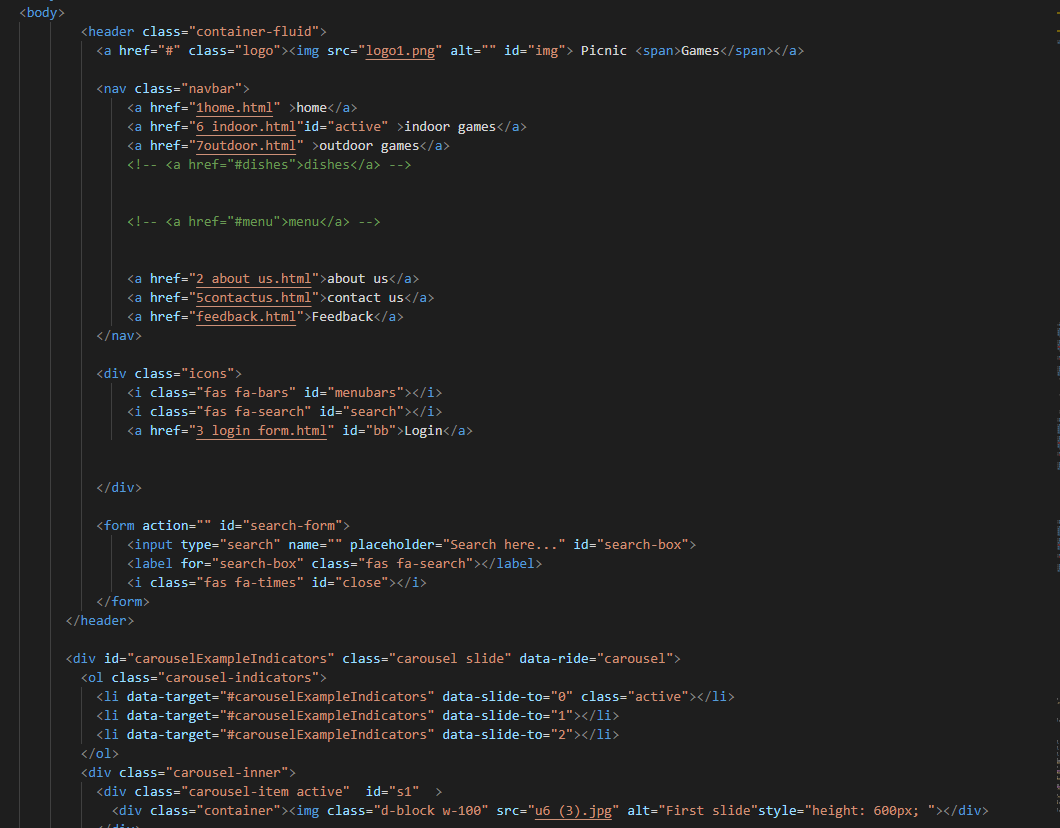 <body>
<header class="container-fluid">
<a href="#" class="logo"><img src="logo1.png" alt="" id="img"> Picnic <span>Games</span></a>
<nav class="navbar">
<a href="1home.html" >home</a>
<a href="6 indoor.html"id="active" >indoor games</a>
<a href="7outdoor.html" >outdoor games</a>
<!-- <a href="#dishes">dishes</a> -->
<!-- <a href="#menu">menu</a> -->
<a href="2 about us.html">about us</a>
<a href="5contactus.html">contact us</a>
<a href="feedback.html">Feedback</a>
</nav>
<div class="icons">
<i class="fas fa-bars" id="menubars"></i>
<i class="fas fa-search" id="search"></i>
<a href="3 login form.html" id="bb">Login</a>
</div>
<form action="" id="search-form">
<input type="search" name="" placeholder="Search here..." id="search-box">
<label for="search-box" class="fas fa-search"></label>
<i class="fas fa-times" id="close"></i>
</form>
</header>
<div id="carouselExampleIndicators" class="carousel slide" data-ride="carousel">
<ol class="carousel-indicators">
<li data-target="#carouselExampleIndicators" data-slide-to="0" class="active"></li>
<li data-target="#carouselExampleIndicators" data-slide-to="1"></li>
<li data-target="#carouselExampleIndicators" data-slide-to="2"></li>
</ol>
<div class="carousel-inner">
<div class="carousel-item active"  id="s1"  >
<div class="container"><img class="d-block w-100" src="u6 (3).jpg" alt="First slide"style="height: 600px; "></div>